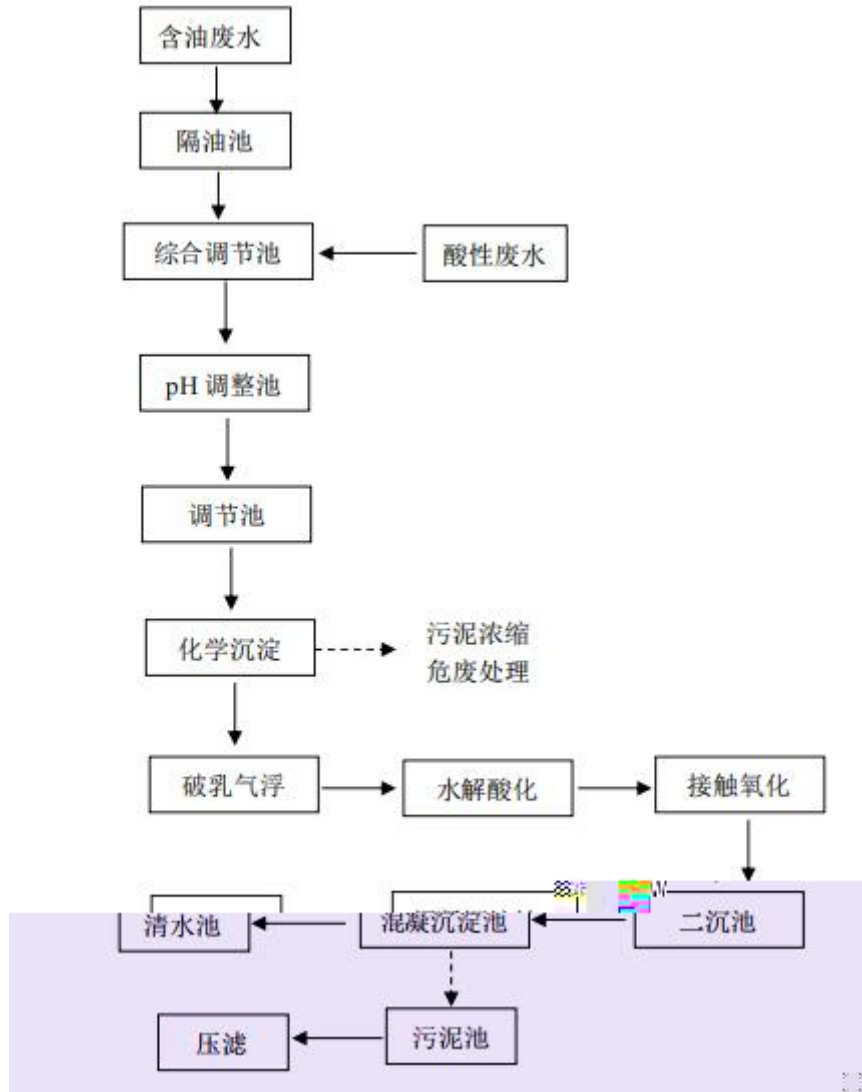 含油废水
隔油池
综合调节池
酸性废水
pH 调整池
调节池
化学沉淀
污泥浓缩
危废处理
破乳气浮
水解酸化
接触氧化
清水池
混凝沉淀池
二沉池
压滤
污泥池